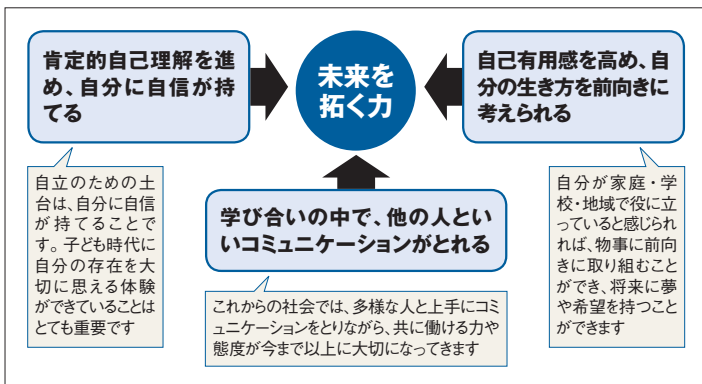 肯定的自己理解を進
め、自分に自信が持
てる
未来を
拓く力
自己有用感を高め、自
分の生き方を前向きに
考えられる
自立のための土
台は、自分に自信
が持てることで
す。子ども時代に
自分の存在を大
切に思える体験
ができていることは
とても重要です
学び合いの中で、他の人とい
いコミュニケーションがとれる
これからの社会では、多様な人と上手にコミ
ュニケーションをとりながら、共に働ける力や
態度が今まで以上に大切になってきます
自分が家庭・学
校・地域で役に立
っていると感じられ
れば、物事に前向
きに取り組むこと
ができ、将来に夢
や希望を持つこと
ができます